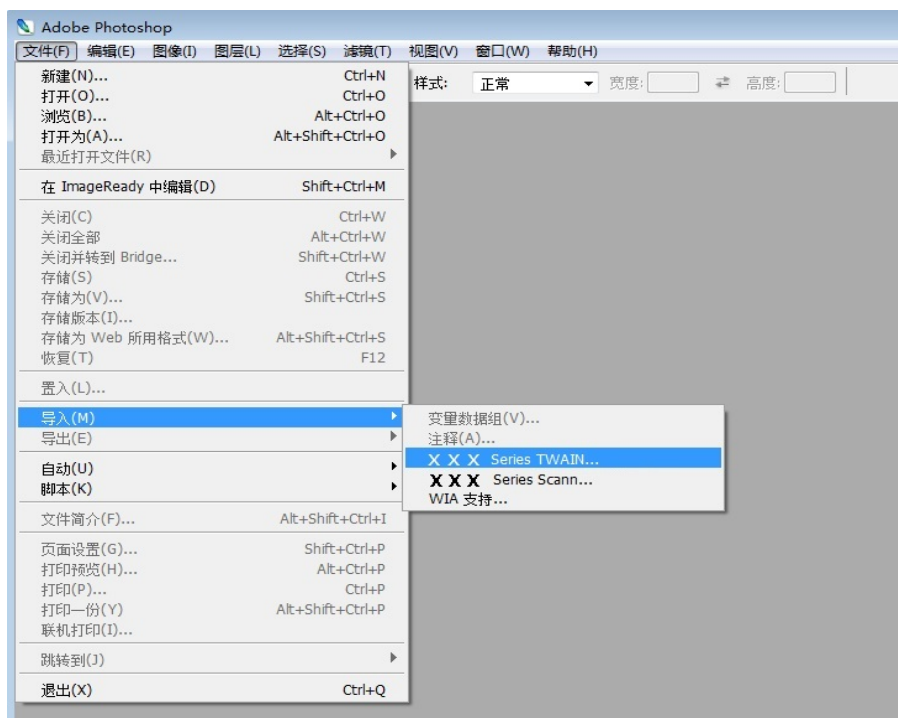 Adobe Photoshop
文件(F) 编辑(E) 图像(I) 图层(L) 选择(S) 滤镜(T) 视图(V) 窗口(W) 帮助(H)
样式: 正常 宽度: 高度:
新建(N)... Ctrl+N
打开(O)... Ctrl+O
浏览(B)... Alt+Ctrl+O
打开为(A)... Alt+Shift+Ctrl+O
最近打开文件(R)
在 ImageReady 中编辑(D) Shift+Ctrl+M
关闭(C) Ctrl+W
关闭全部 Alt+Ctrl+W
关闭并转到 Bridge... Shift+Ctrl+W
存储(S) Ctrl+S
存储为(V)... Shift+Ctrl+S
存储版本(I)...
存储为 Web 所用格式(W)... Alt+Shift+Ctrl+S
恢复(T) F12
置入(L)...
导入(M)
导出(E)
自动(U)
脚本(K)
文件简介(F)... Alt+Shift+Ctrl+I
页面设置(G)... Shift+Ctrl+P
打印预览(H)... Alt+Ctrl+P
打印(P)... Ctrl+P
打印一份(Y) Alt+Shift+Ctrl+P
联机打印(I)...
跳转到(J)
退出(X) Ctrl+Q
变量数据组(V)...
注释(A)...
X X X Series TWAIN...
X X X Series Scann...
WIA 支持...